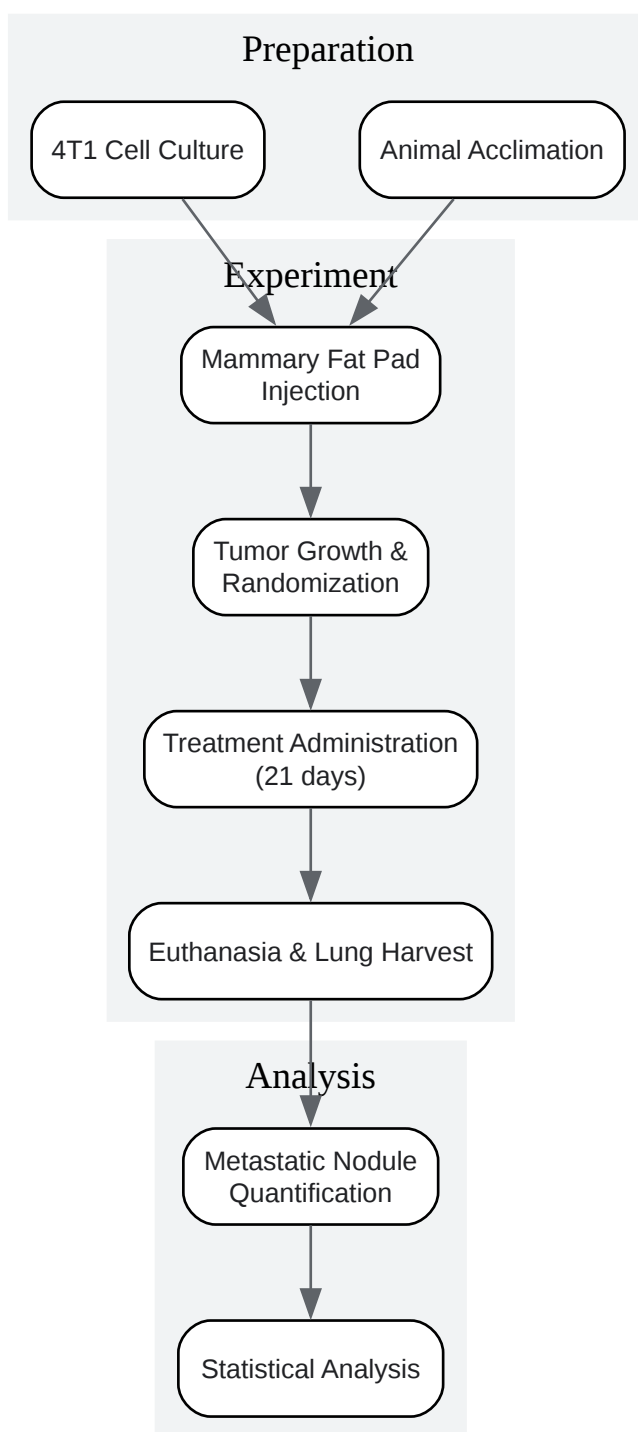 Preparation
4T1 Cell Culture
Animal Acclimation
Experiment
Mammary Fat Pad
Injection
Tumor Growth &
Randomization
Treatment Administration
(21 days)
Euthanasia & Lung Harvest
Analysis
Metastatic Nodule
Quantification
Statistical Analysis